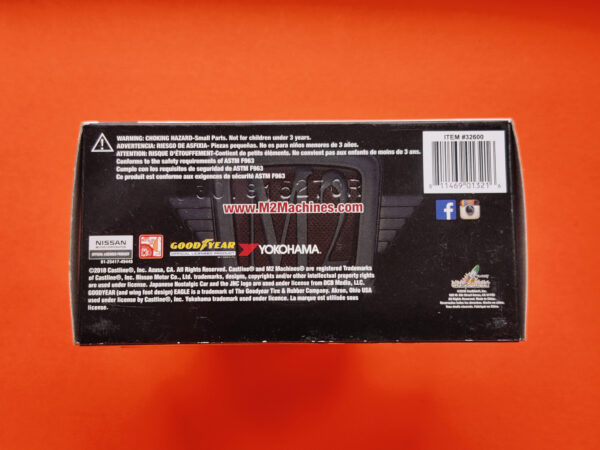 WARNING: CHOKING HAZARD-Small Parts. Not for children under 3 years.
ADVERTENCIA: RIESGO DE ASFIXIA- Piezas pequeñas. No es para niños menores de 3 años.
ATTENTION: RISQUE D'ÉTOUFFEMENT-Contient de petits éléments. Ne convient pas aux enfants de moins de 3 ans.
Conforms to the safety requirements of ASTM F963
Cumple con los requisitos de seguridad de ASTM F963
Ce produit est conforme aux exigences de sécurité ASTM F963
ITEM #32600
9 11469 01321 6
www.M2Machines.com
M2
NISSAN
GOODYEAR
YOKOHAMA
©2018 Castline®, Inc. Azusa, CA. All Rights Reserved. Castline® and M2 Machines® are registered Trademarks
of Castline®, Inc. Nissan Motor Co., Ltd. trademarks, designs, copyrights and/or other intellectual property rights
are used under license. Japanese Nostalgic Car and the JNC logo are used under license from DCB Media, LLC.
GOODYEAR (and wing foot design) EAGLE is a trademark of The Goodyear Tire & Rubber Company. Akron, Ohio USA
used under license by Castline®, Inc. Yokohama trademark used under licence. La marque est utilisée sous
license.